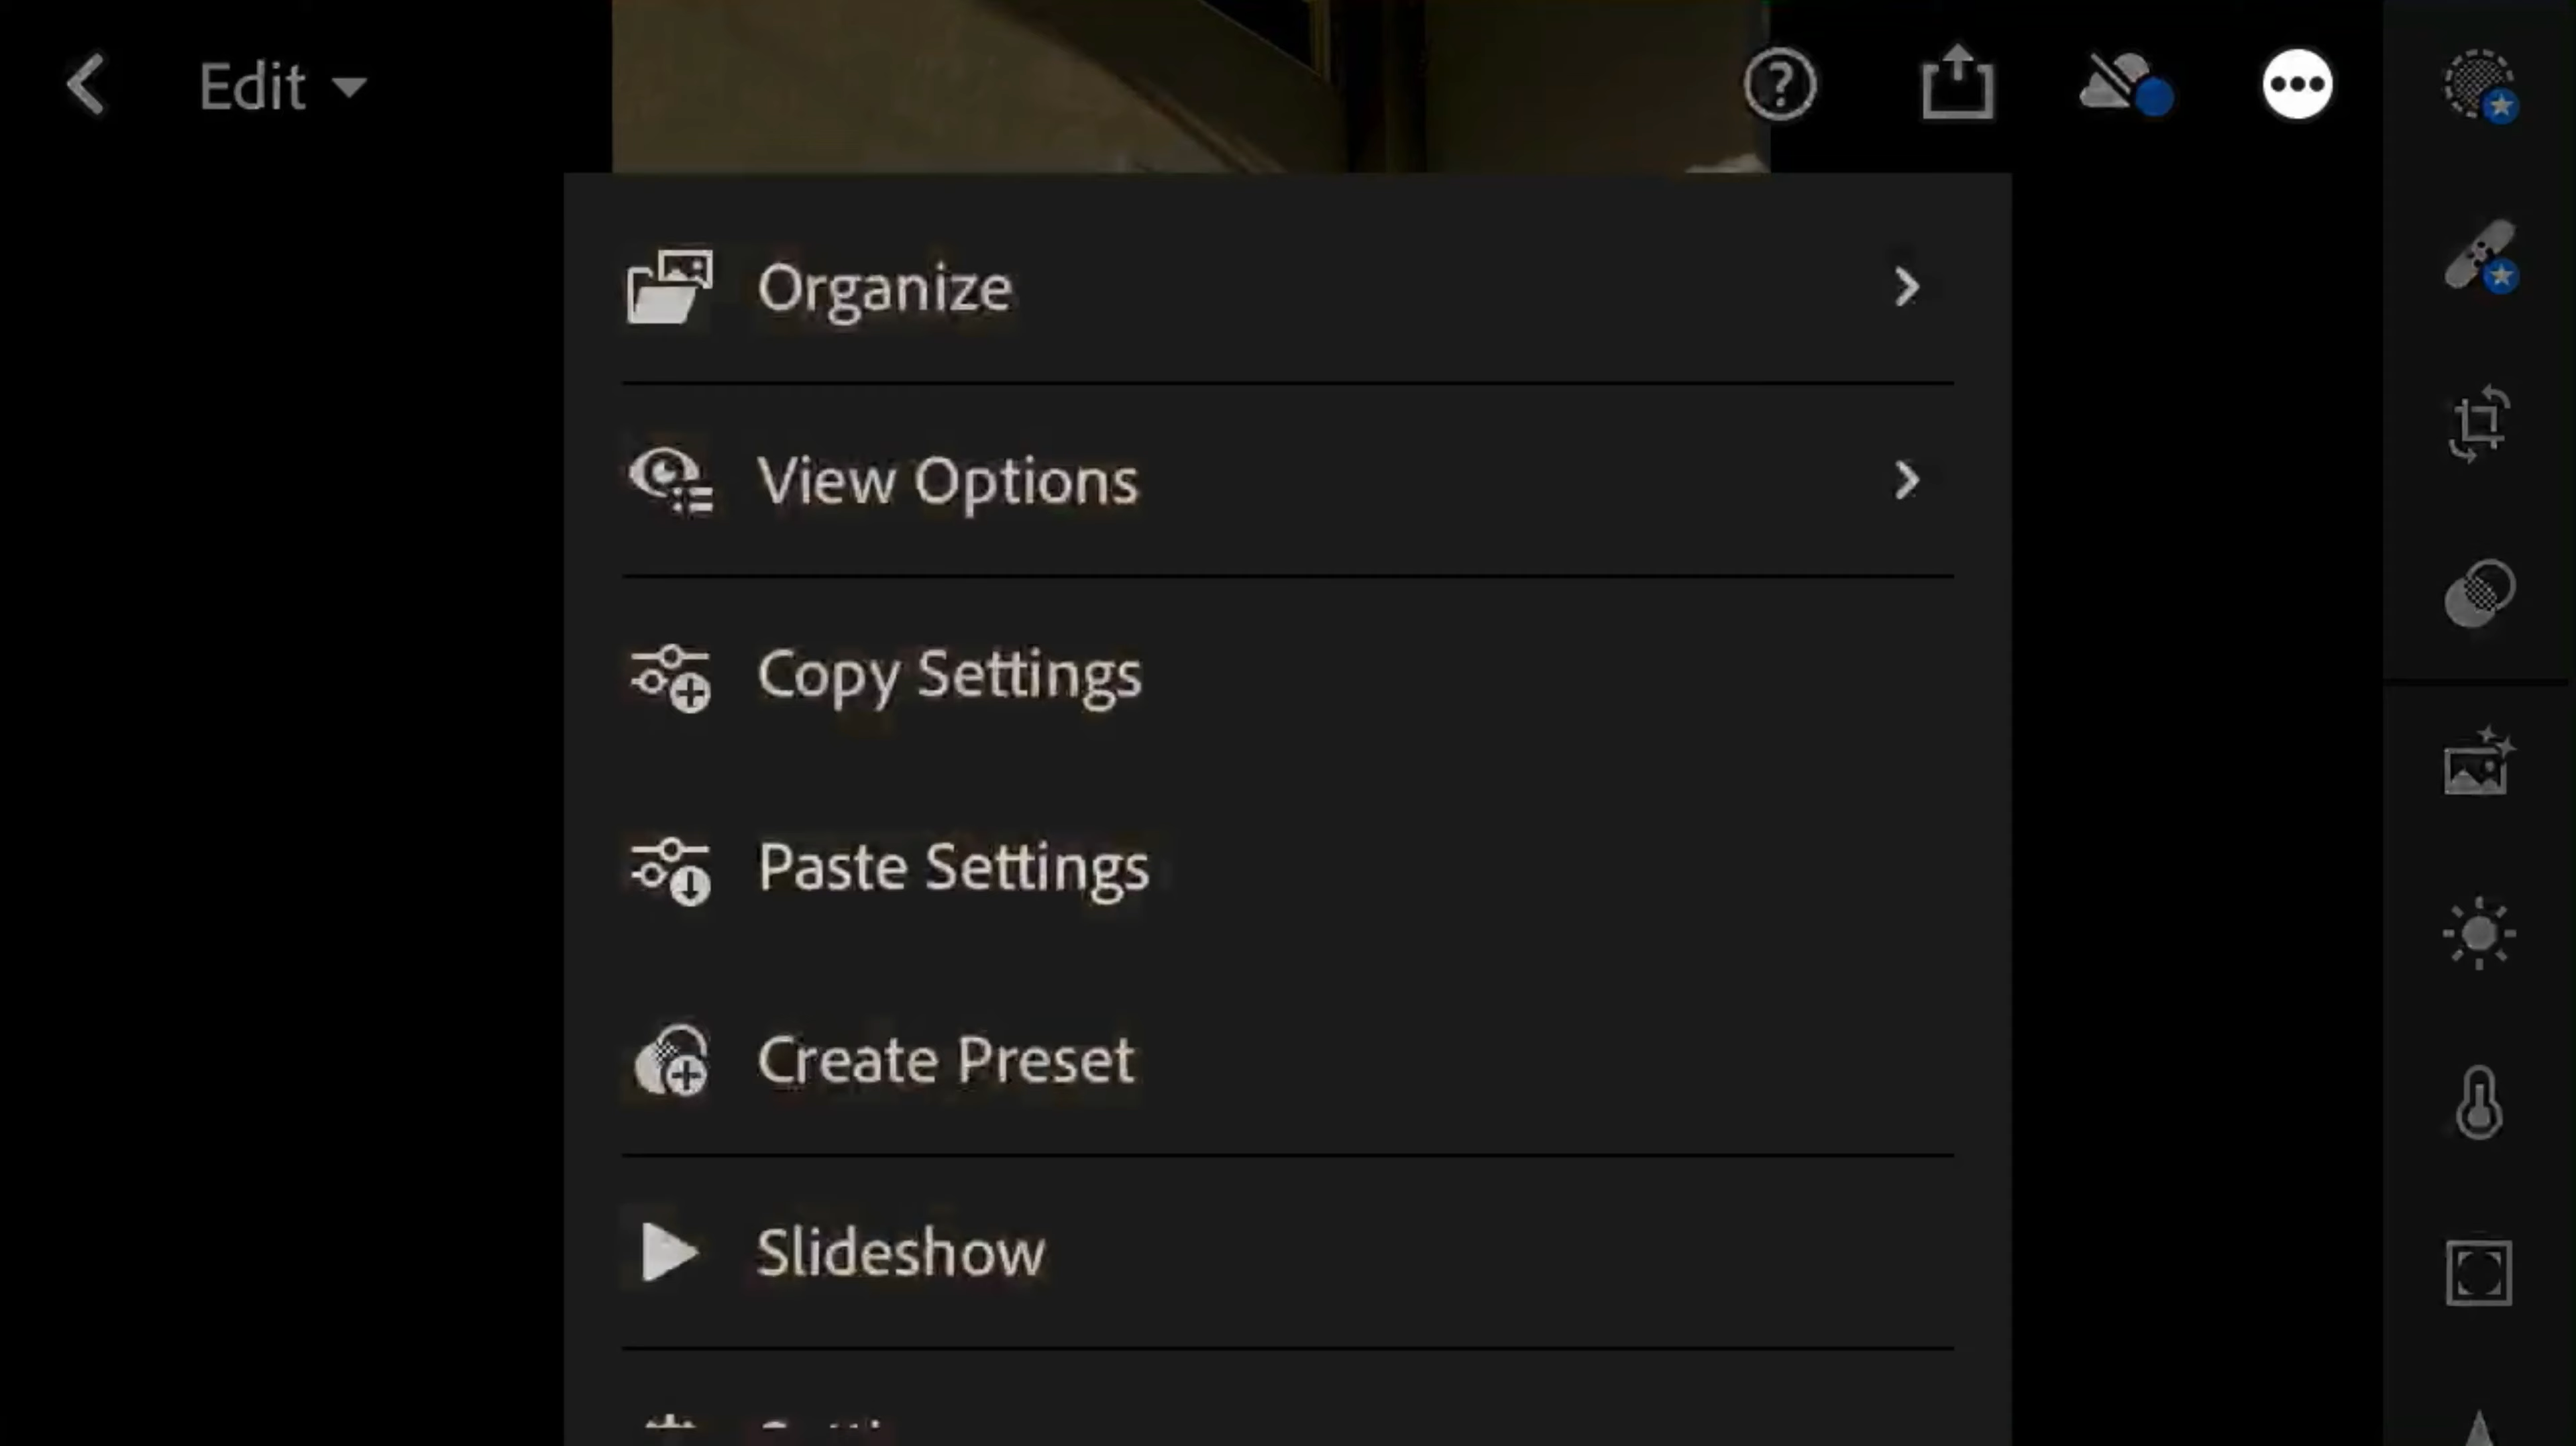 Edit
Organize
View Options
Copy Settings
Paste Settings
Create Preset
Slideshow